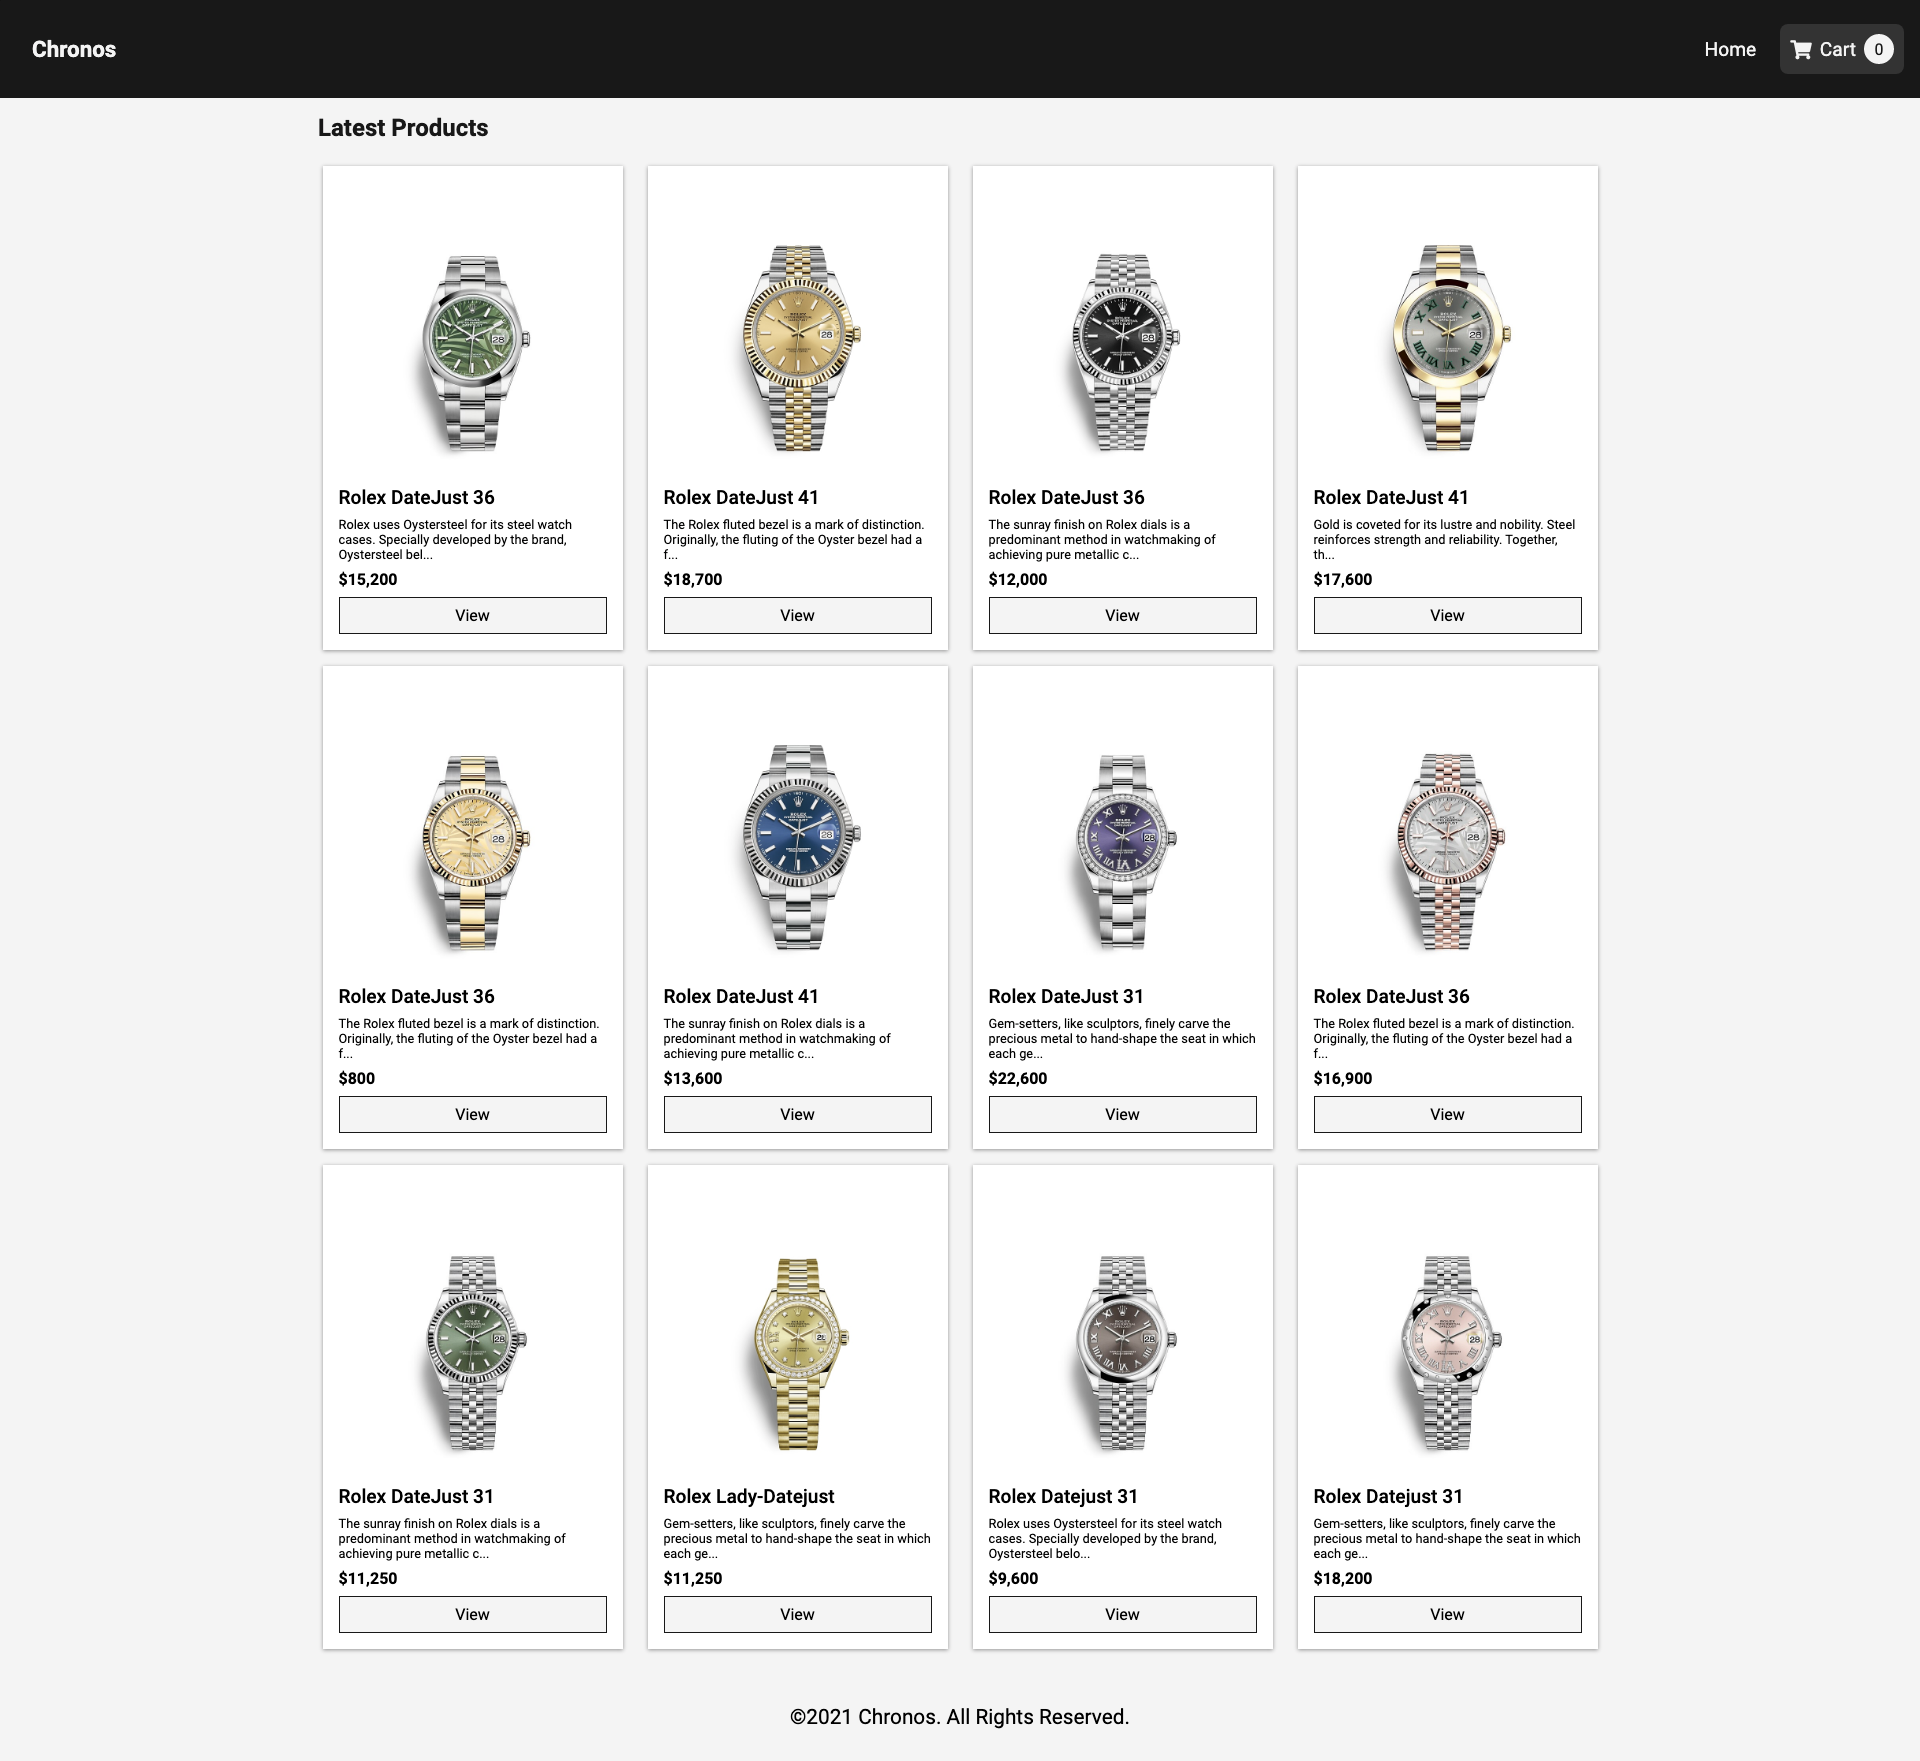 Chronos
Home
Cart 0
Latest Products
Rolex DateJust 36
Rolex uses Oystersteel for its steel watch
cases. Specially developed by the brand,
Oystersteel bel...
$15,200
View
Rolex DateJust 41
The Rolex fluted bezel is a mark of distinction.
Originally, the fluting of the Oyster bezel had a
f...
$18,700
View
Rolex DateJust 36
The sunray finish on Rolex dials is a
predominant method in watchmaking of
achieving pure metallic c...
$12,000
View
Rolex DateJust 41
Gold is coveted for its lustre and nobility. Steel
reinforces strength and reliability. Together,
th...
$17,600
View
Rolex DateJust 36
The Rolex fluted bezel is a mark of distinction.
Originally, the fluting of the Oyster bezel had a
f...
$800
View
Rolex DateJust 41
The sunray finish on Rolex dials is a
predominant method in watchmaking of
achieving pure metallic c...
$13,600
View
Rolex DateJust 31
Gem-setters, like sculptors, finely carve the
precious metal to hand-shape the seat in which
each ge...
$22,600
View
Rolex DateJust 36
The Rolex fluted bezel is a mark of distinction.
Originally, the fluting of the Oyster bezel had a
f...
$16,900
View
Rolex DateJust 31
The sunray finish on Rolex dials is a
predominant method in watchmaking of
achieving pure metallic c...
$11,250
View
Rolex Lady-Datejust
Gem-setters, like sculptors, finely carve the
precious metal to hand-shape the seat in which
each ge...
$11,250
View
Rolex Datejust 31
Rolex uses Oystersteel for its steel watch
cases. Specially developed by the brand,
Oystersteel belo...
$9,600
View
Rolex Datejust 31
Gem-setters, like sculptors, finely carve the
precious metal to hand-shape the seat in which
each ge...
$18,200
View
©2021 Chronos. All Rights Reserved.